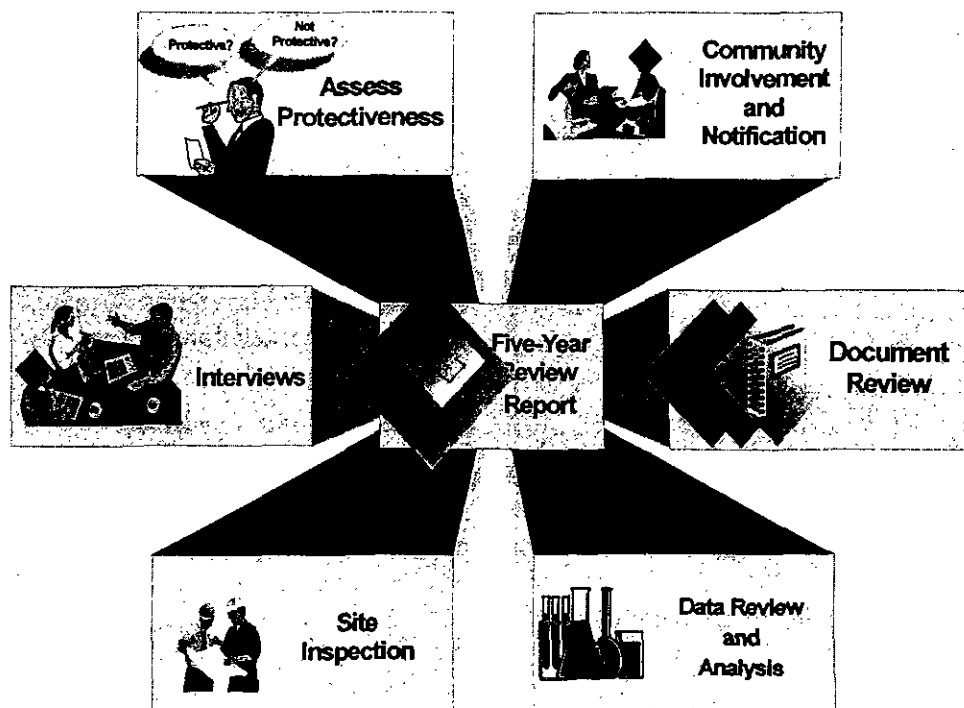 Protective?
Not
Protective?
Assess
Protectiveness
Community
Involvement
and
Notification
Interviews
Five-Year
Review
Report
Document
Review
Site
Inspection
Data Review
and
Analysis